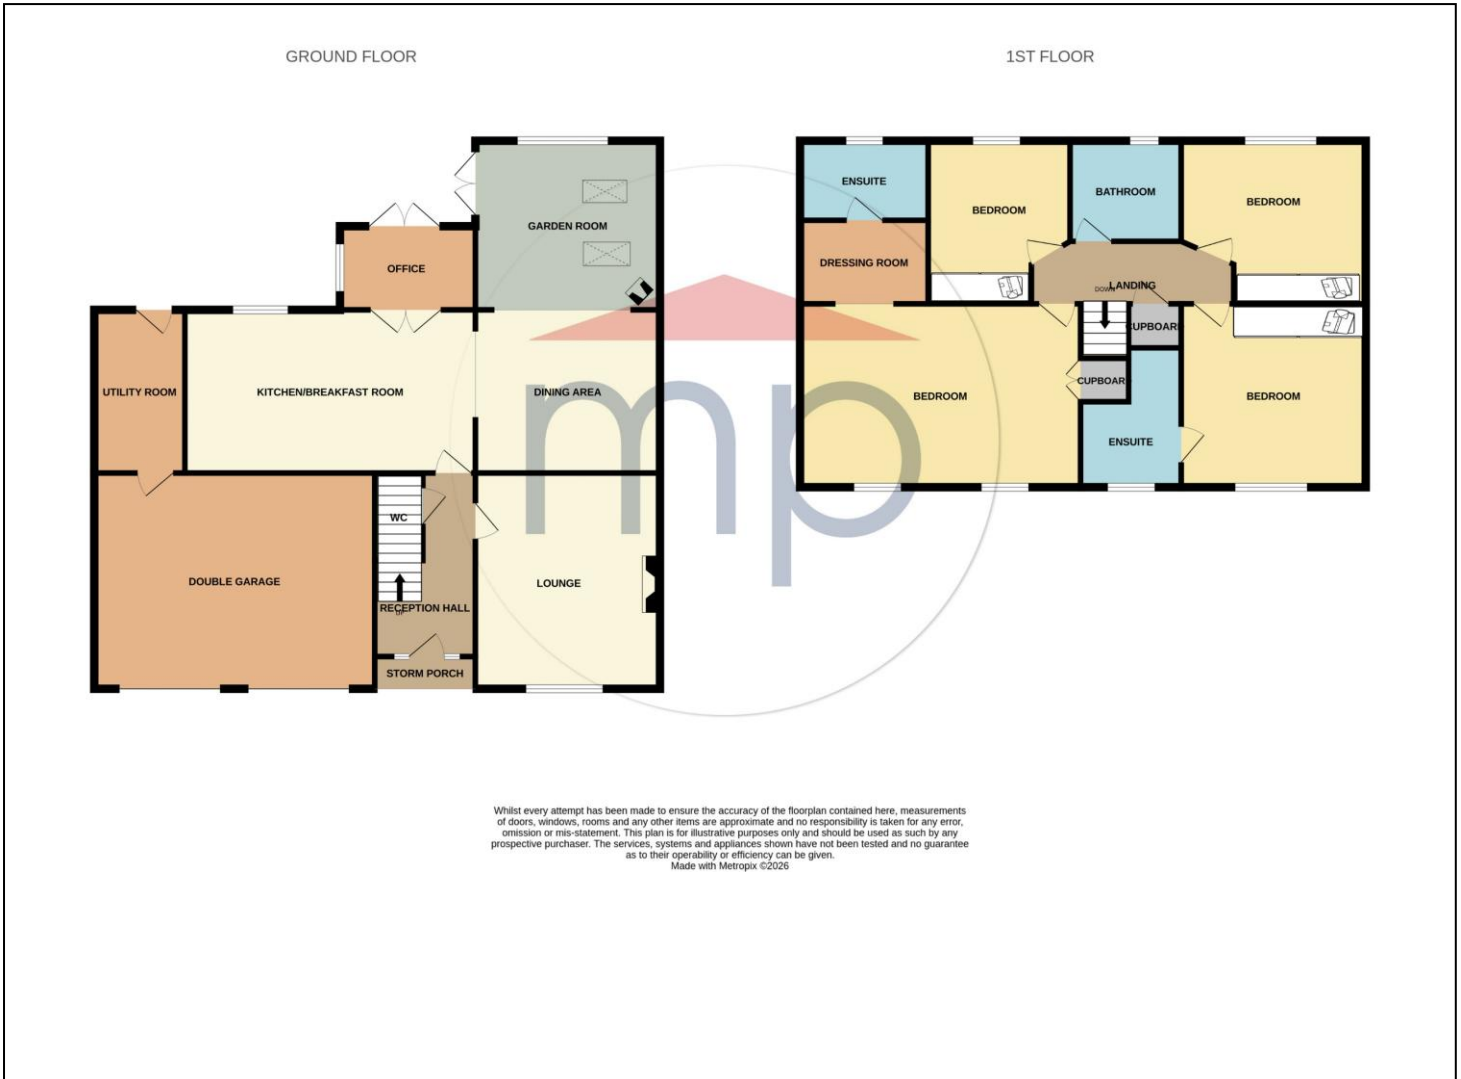 GROUND FLOOR
1ST FLOOR
GARDEN ROOM
OFFICE
UTILITY ROOM
KITCHEN/BREAKFAST ROOM
DINING AREA
WC
DOUBLE GARAGE
LOUNGE
UP
RECEPTION HALL
STORM PORCH
ENSUITE
BEDROOM
BATHROOM
BEDROOM
DRESSING ROOM
LANDING
DOWN
CUPBOARD
CUPBOAR
BEDROOM
BEDROOM
ENSUITE
mp
Whilst every attempt has been made to ensure the accuracy of the floorplan contained here, measurements
of doors, windows, rooms and any other items are approximate and no responsibility is taken for any error,
omission or mis-statement. This plan is for illustrative purposes only and should be used as such by any
prospective purchaser. The services, systems and appliances shown have not been tested and no guarantee
as to their operability or efficiency can be given.
Made with Metropix ©2026